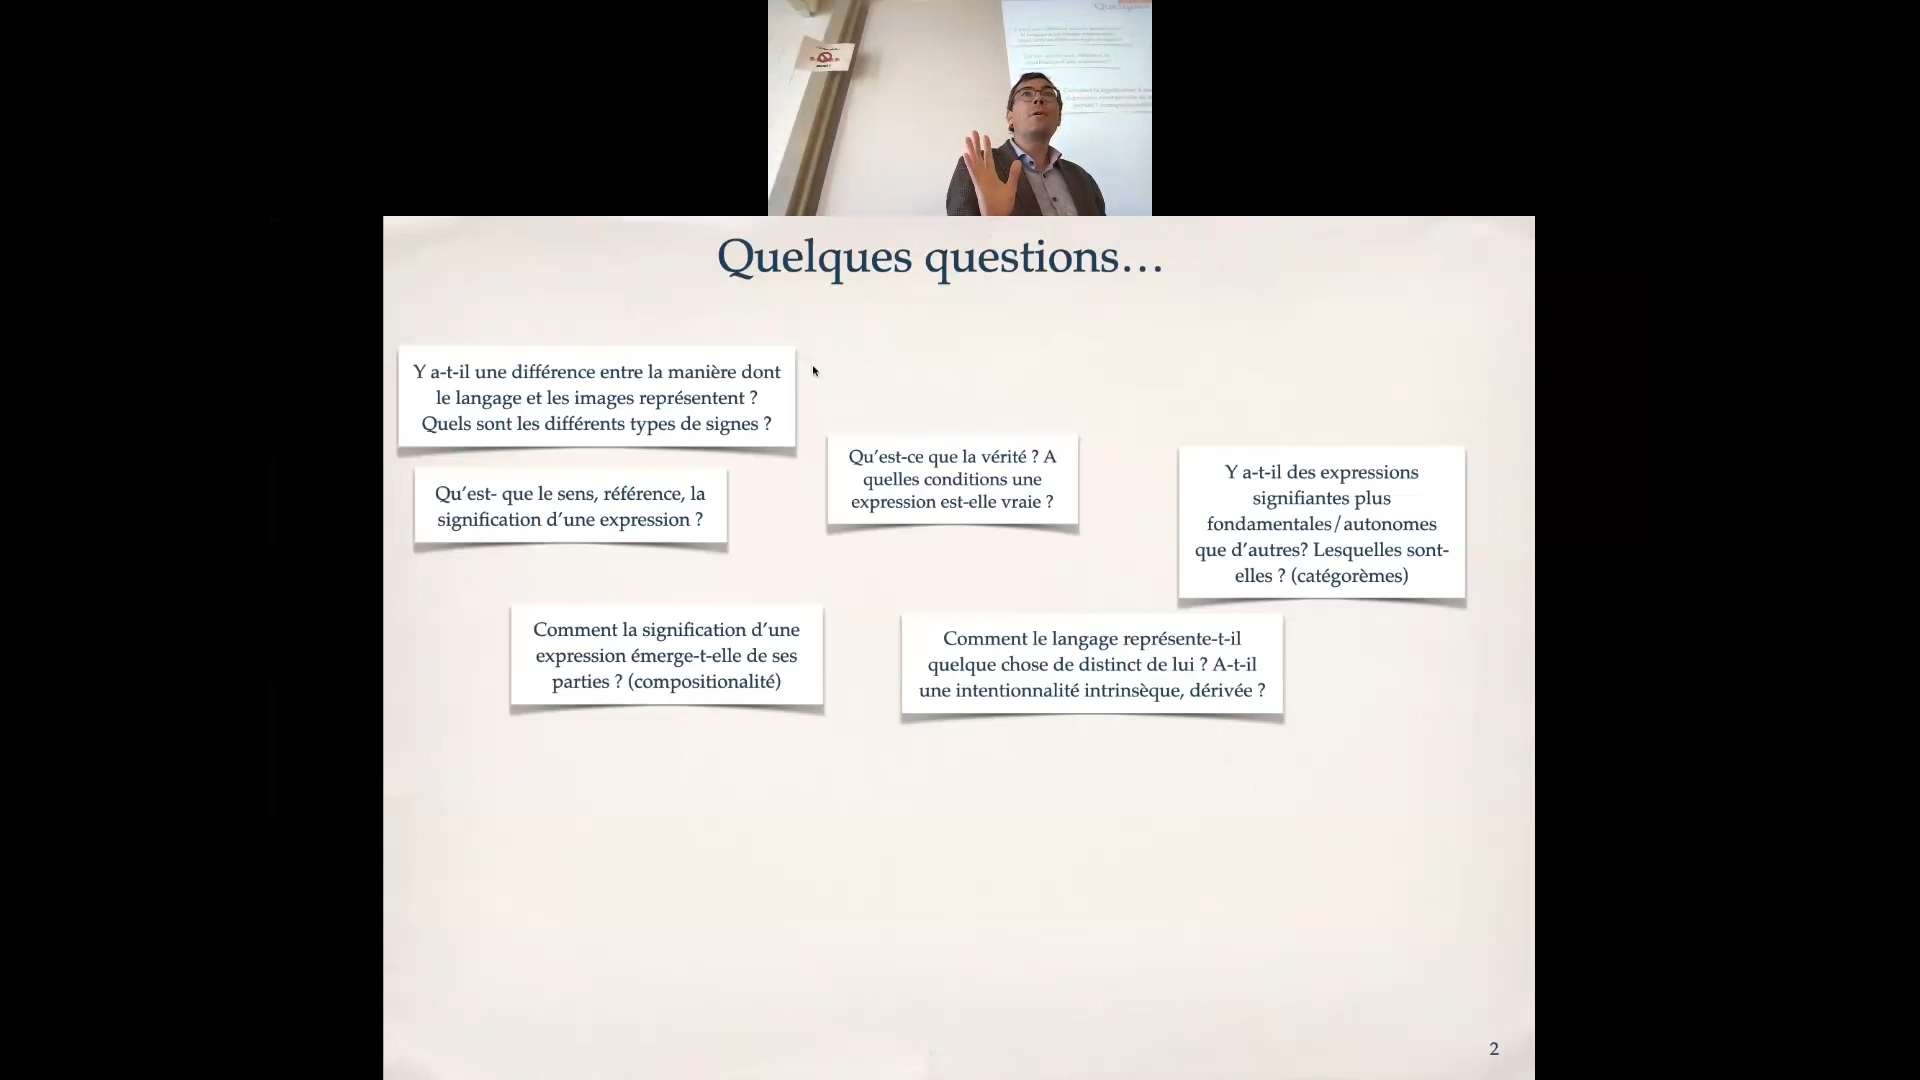 Quelques questions…
Y a-t-il une différence entre la manière dont
le langage et les images représentent ?
Quels sont les différents types de signes ?
Qu’est- que le sens, référence, la
signification d’une expression ?
Qu’est-ce que la vérité ? A
quelles conditions une
expression est-elle vraie ?
Y a-t-il des expressions
signifiantes plus
fondamentales/autonomes
que d’autres? Lesquelles sont-
elles ? (catégorèmes)
Comment la signification d’une
expression émerge-t-elle de ses
parties ? (compositionalité)
Comment le langage représente-t-il
quelque chose de distinct de lui ? A-t-il
une intentionnalité intrinsèque, dérivée ?
2